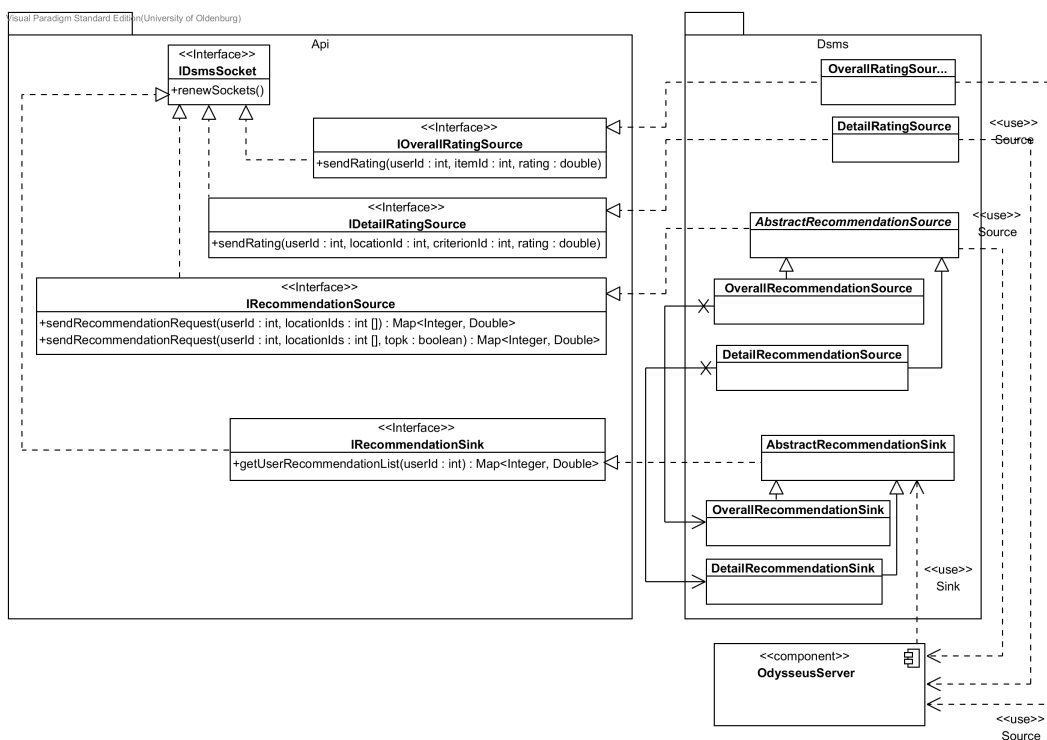 Visual Paradigm Standard Edition(University of Oldenburg)
Api
<<Interface>>
IDsmsSocket
+renewSockets()
<<Interface>>
IOverallRatingSource
+sendRating(userId : int, itemId : int, rating : double)
<<Interface>>
IDetailRatingSource
+sendRating(userId : int, locationId : int, criterionId : int, rating : double)
<<Interface>>
IRecommendationSource
+sendRecommendationRequest(userId : int, locationIds : int []) : Map<Integer, Double>
+sendRecommendationRequest(userId : int, locationIds : int [], topk : boolean) : Map<Integer, Double>
<<Interface>>
IRecommendationSink
+getUserRecommendationList(userId : int) : Map<Integer, Double>
Dsms
OverallRatingSour...
DetailRatingSource
<<use>>
Source
AbstractRecommendationSource
<<use>>
Source
OverallRecommendationSource
DetailRecommendationSource
AbstractRecommendationSink
OverallRecommendationSink
DetailRecommendationSink
<<use>>
Sink
<<component>>
OdysseusServer
<<use>>
Source